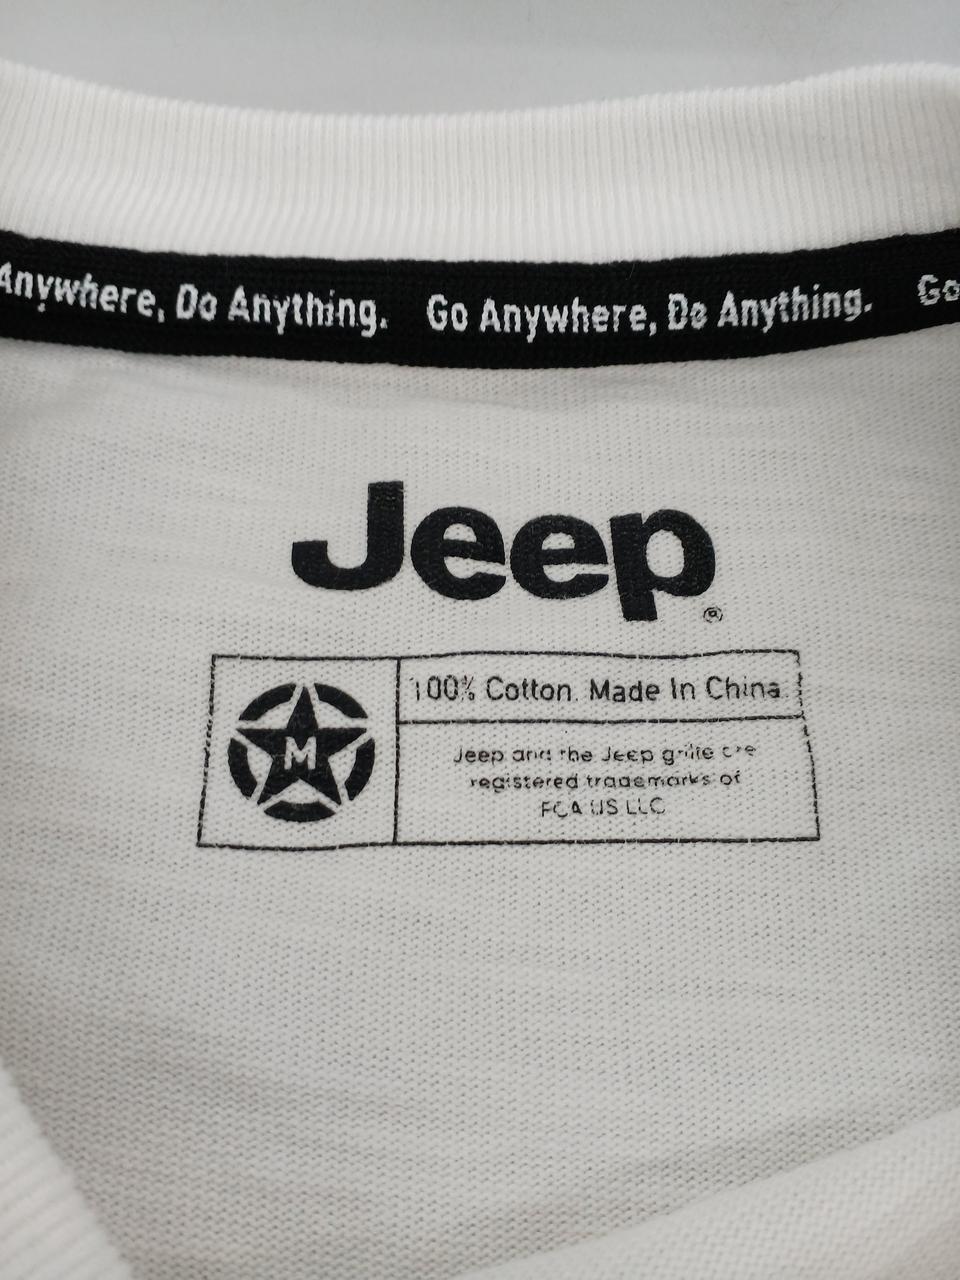 Anywhere, Do Anything. Go Anywhere, Do Anything. Go
Jeep®
M
100% Cotton. Made In China.
Jeep and the Jeep grille are
registered trademarks of
FCA US LLC